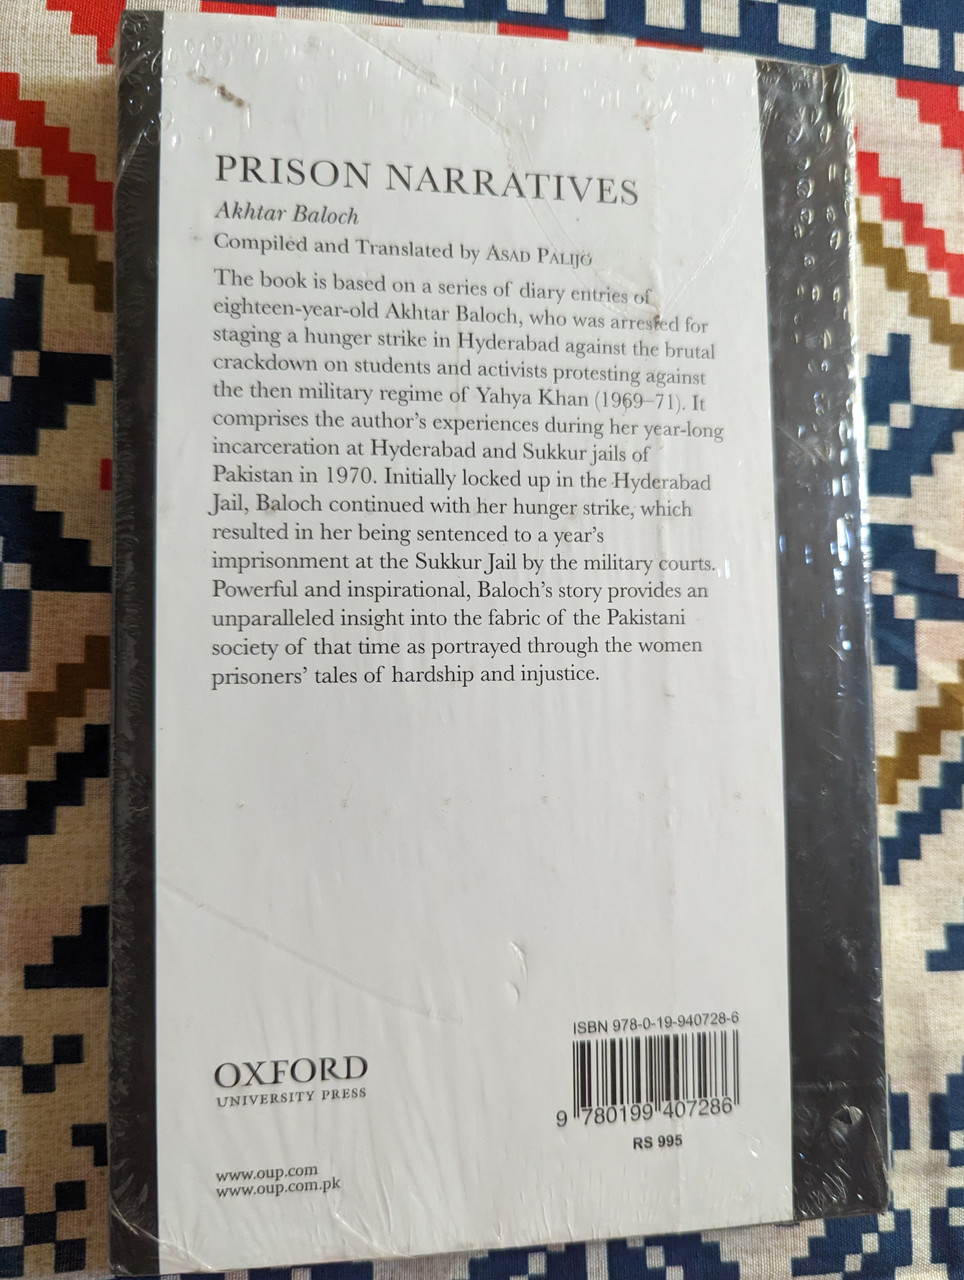 PRISON NARRATIVES
Akhtar Baloch
Compiled and Translated by ASAD PALIJO
The book is based on a series of diary entries of
eighteen-year-old Akhtar Baloch, who was arrested for
staging a hunger strike in Hyderabad against the brutal
crackdown on students and activists protesting against
the then military regime of Yahya Khan (1969–71). It
comprises the author's experiences during her year-long
incarceration at Hyderabad and Sukkur jails of
Pakistan in 1970. Initially locked up in the Hyderabad
Jail, Baloch continued with her hunger strike, which
resulted in her being sentenced to a year's
imprisonment at the Sukkur Jail by the military courts.
Powerful and inspirational, Baloch's story provides an
unparalleled insight into the fabric of the Pakistani
society of that time as portrayed through the women
prisoners' tales of hardship and injustice.
ISBN 978-0-19-940728-6
OXFORD
UNIVERSITY PRESS
9 780199 407286
RS 995
www.oup.com
www.oup.com.pk